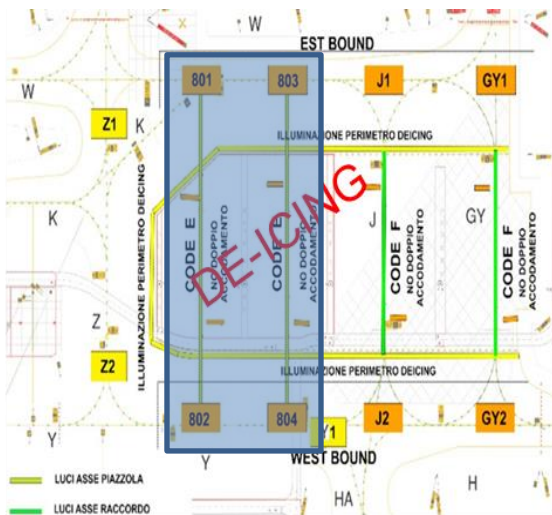 W
EST BOUND
801
803
J1
GY1
W
Z1
K
ILLUMINAZIONE PERIMETRO DEICING
ILLUMINAZIONE PERIMETRO DEICING
K
CODE E
NO DOPPIO
ACCODAMENTO
CODE E
NO DOPPIO
ACCODAMENTO
DE-ICING
J
CODE F
NO DOPPIO
ACCODAMENTO
GY
CODE F
NO DOPPIO
ACCODAMENTO
Z
Z2
ILLUMINAZIONE PERIMETRO DEICING
802
804
Y1
J2
GY2
Y
Y
WEST BOUND
H
HA
LUCI ASSE PIAZZOLA
LUCI ASSE RACCORDO